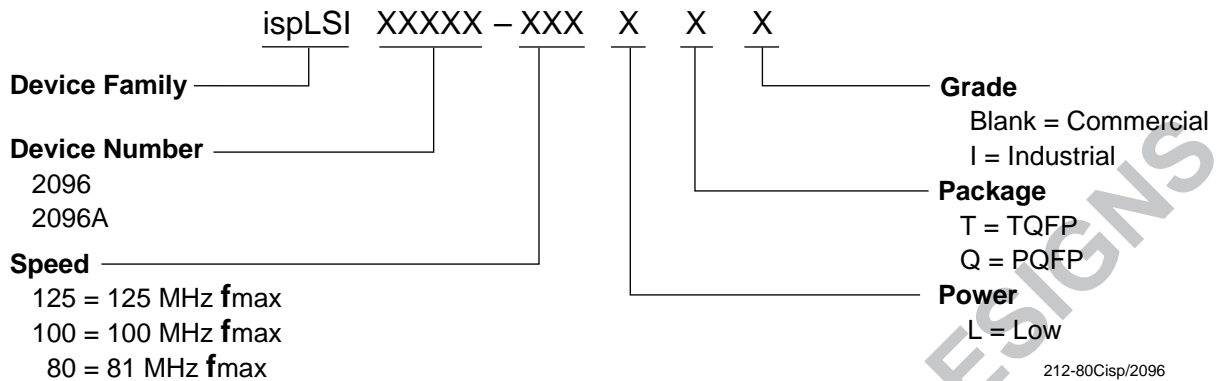 ispLSI XXXXX – XXX X X X
Device Family
Device Number
2096
2096A
Speed
125 = 125 MHz fmax
100 = 100 MHz fmax
80 = 81 MHz fmax
Grade
Blank = Commercial
I = Industrial
Package
T = TQFP
Q = PQFP
Power
L = Low
212-80Cisp/2096
ESIGNS